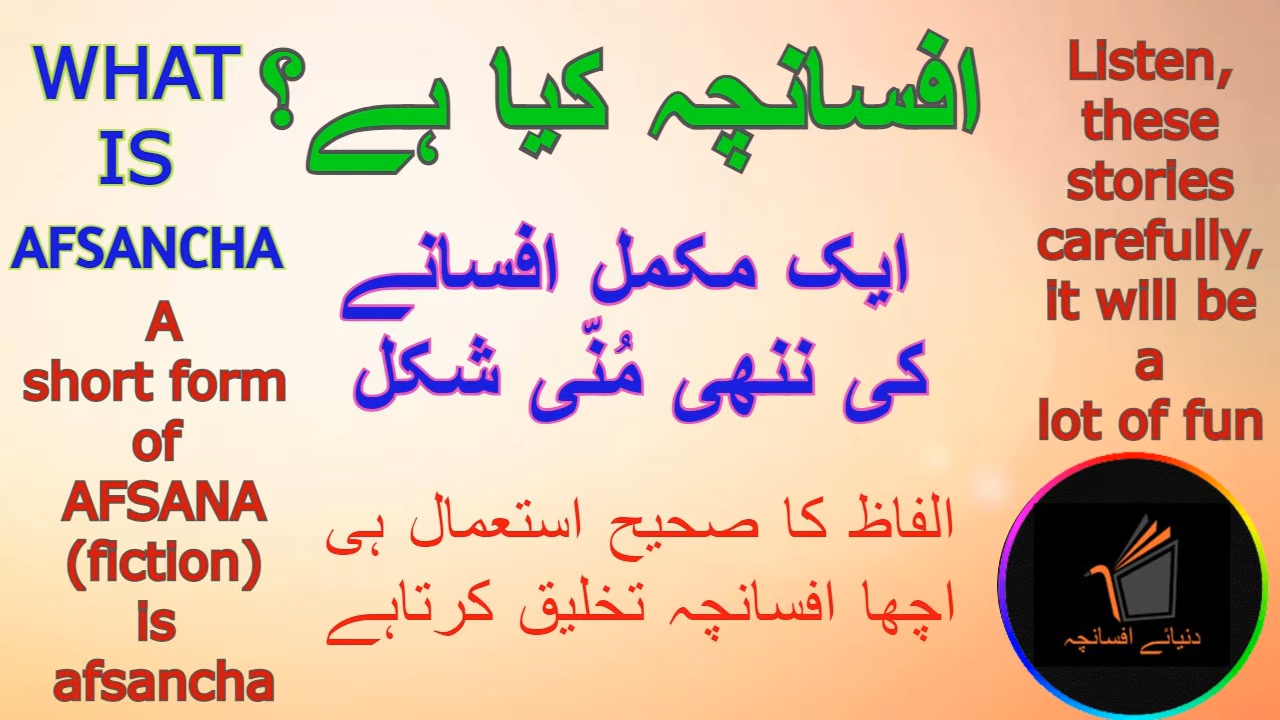 WHAT
IS
AFSANCHA
A
short form
of
AFSANA
(fiction)
is
afsancha
افسانچہ کیا ہے؟
ایک مکمل افسانے
کی ننھی مُنّی شکل
الفاظ کا صحیح استعمال ہی
اچھا افسانچہ تخلیق کرتاہے
Listen,
these
stories
carefully,
it will be
a
lot of fun
دنیائے افسانچہ